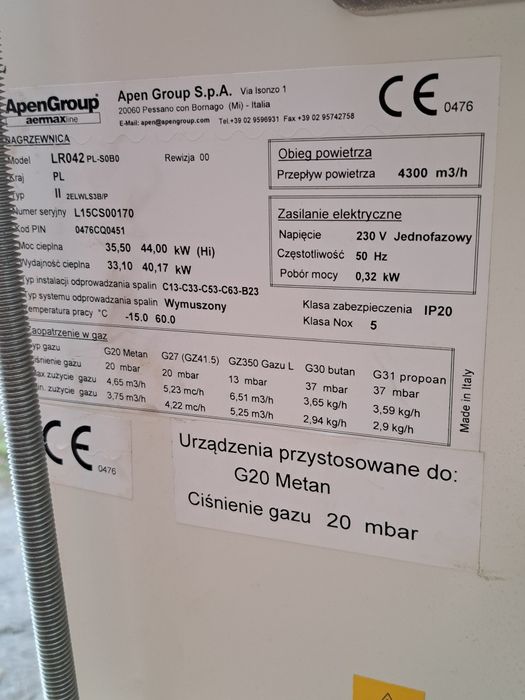 ApenGroup
aermaxline
Apen Group S.p.A. Via Isonzo 1
20060 Pessano con Bornago (Mi) - Italia
E-Mail: apen@apengroup.com Tel.+39 02 9596931 Fax +39 02 95742758
CE 0476
NAGRZEWNICA
Model LR042 PL-S0B0 Rewizja 00
Kraj PL
Typ II 2ELWLS3B/P
Numer seryjny L15CS00170
Kod PIN 0476CQ0451
Moc cieplna 35,50 44,00 kW (Hi)
Wydajność cieplna 33,10 40,17 kW
Typ instalacji odprowadzania spalin C13-C33-C53-C63-B23
Typ systemu odprowadzania spalin Wymuszony
Temperatura pracy °C -15.0 60.0
Obieg powietrza
Przepływ powietrza 4300 m3/h
Zasilanie elektryczne
Napięcie 230 V Jednofazowy
Częstotliwość 50 Hz
Pobór mocy 0,32 kW
Klasa zabezpieczenia IP20
Klasa Nox 5
Zaopatrzenie w gaz
Typ gazu G20 Metan G27 (GZ41.5) GZ350 Gazu L G30 butan G31 propoan
Ciśnienie gazu 20 mbar 20 mbar 13 mbar 37 mbar 37 mbar
Max zużycie gazu 4,65 m3/h 5,23 mc/h 6,51 m3/h 3,65 kg/h 3,59 kg/h
Min. zużycie gazu 3,75 m3/h 4,22 mc/h 5,25 m3/h 2,94 kg/h 2,9 kg/h
Made in Italy
CE 0476
Urządzenia przystosowane do:
G20 Metan
Ciśnienie gazu 20 mbar